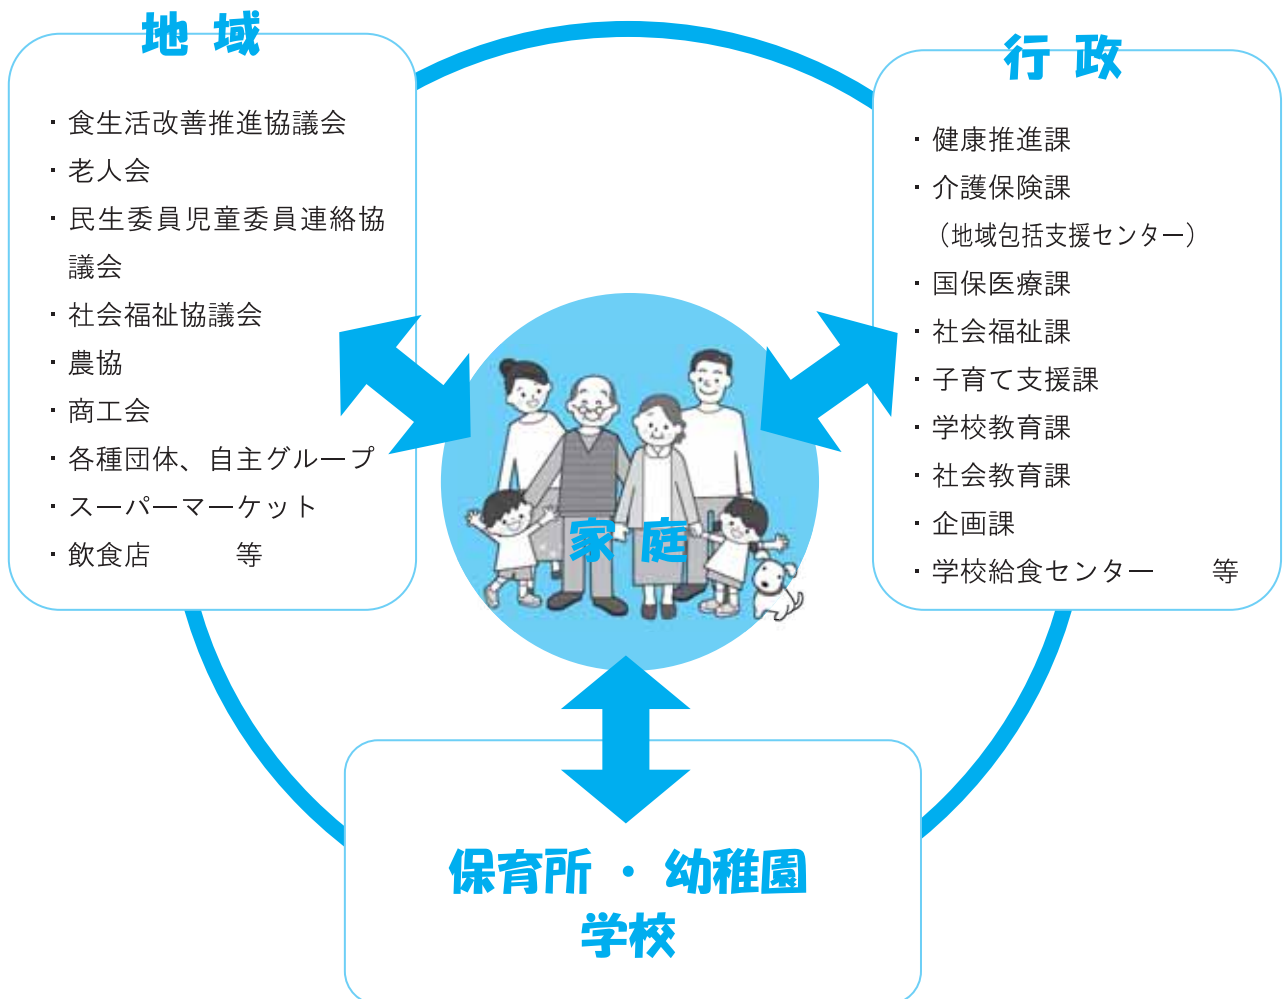 地 域
・食生活改善推進協議会
・老人会
・民生委員児童委員連絡協
議会
・社会福祉協議会
・農協
・商工会
・各種団体、自主グループ
・スーパーマーケット
・飲食店　　　等
行 政
・健康推進課
・介護保険課
（地域包括支援センター）
・国保医療課
・社会福祉課
・子育て支援課
・学校教育課
・社会教育課
・企画課
・学校給食センター　　等
家 庭
保育所 ・ 幼稚園
学校